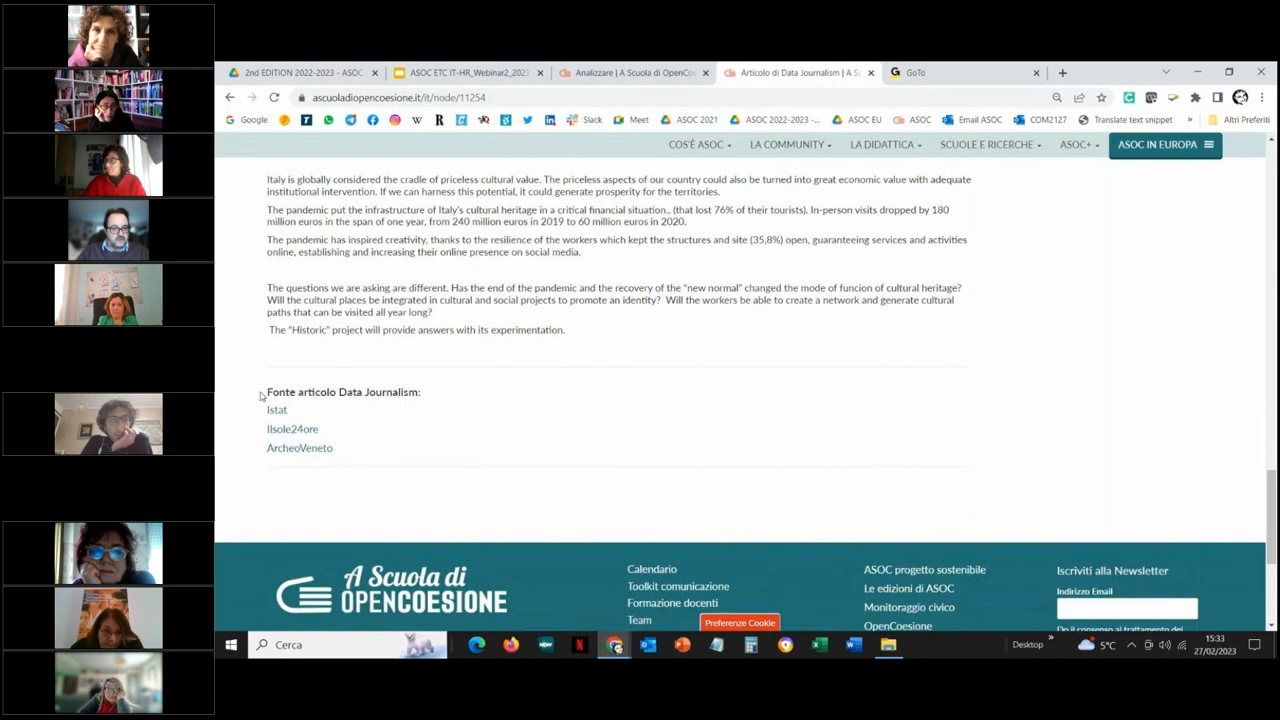 2nd EDITION 2022-2023 - ASOC
ASOC ETC IT-HR_Webinar2_2023
Analizzare | A Scuola di OpenCoe
Articolo di Data Journalism | A Sc
GoTo
ascuoladiopencoesione.it/it/node/11254
Google
Slack
Meet
ASOC 2021
ASOC 2022-2023 -...
ASOC EU
ASOC
Email ASOC
COM2127
Translate text snippet
»
Altri Preferiti
COS'È ASOC
LA COMMUNITY
LA DIDATTICA
SCUOLE E RICERCHE
ASOC+
ASOC IN EUROPA
Italy is globally considered the cradle of priceless cultural value. The priceless aspects of our country could also be turned into great economic value with adequate
institutional intervention. If we can harness this potential, it could generate prosperity for the territories.
The pandemic put the infrastructure of Italy's cultural heritage in a critical financial situation., (that lost 76% of their tourists). In-person visits dropped by 180
million euros in the span of one year, from 240 million euros in 2019 to 60 million euros in 2020.
The pandemic has inspired creativity, thanks to the resilience of the workers which kept the structures and site (35,8%) open, guaranteeing services and activities
online, establishing and increasing their online presence on social media.
The questions we are asking are different. Has the end of the pandemic and the recovery of the "new normal" changed the mode of funcion of cultural heritage?
Will the cultural places be integrated in cultural and social projects to promote an identity? Will the workers be able to create a network and generate cultural
paths that can be visited all year long?
The "Historic" project will provide answers with its experimentation.
Fonte articolo Data Journalism:
Istat
Ilsole24ore
ArcheoVeneto
A Scuola di
OPENCOESIONE
Calendario
Toolkit comunicazione
Formazione docenti
Team
ASOC progetto sostenibile
Le edizioni di ASOC
Monitoraggio civico
OpenCoesione
Iscriviti alla Newsletter
Indirizzo Email
Do il consenso al trattamento dei
Preferenze Cookie
Cerca
Desktop
»
5°C
15:33
27/02/2023